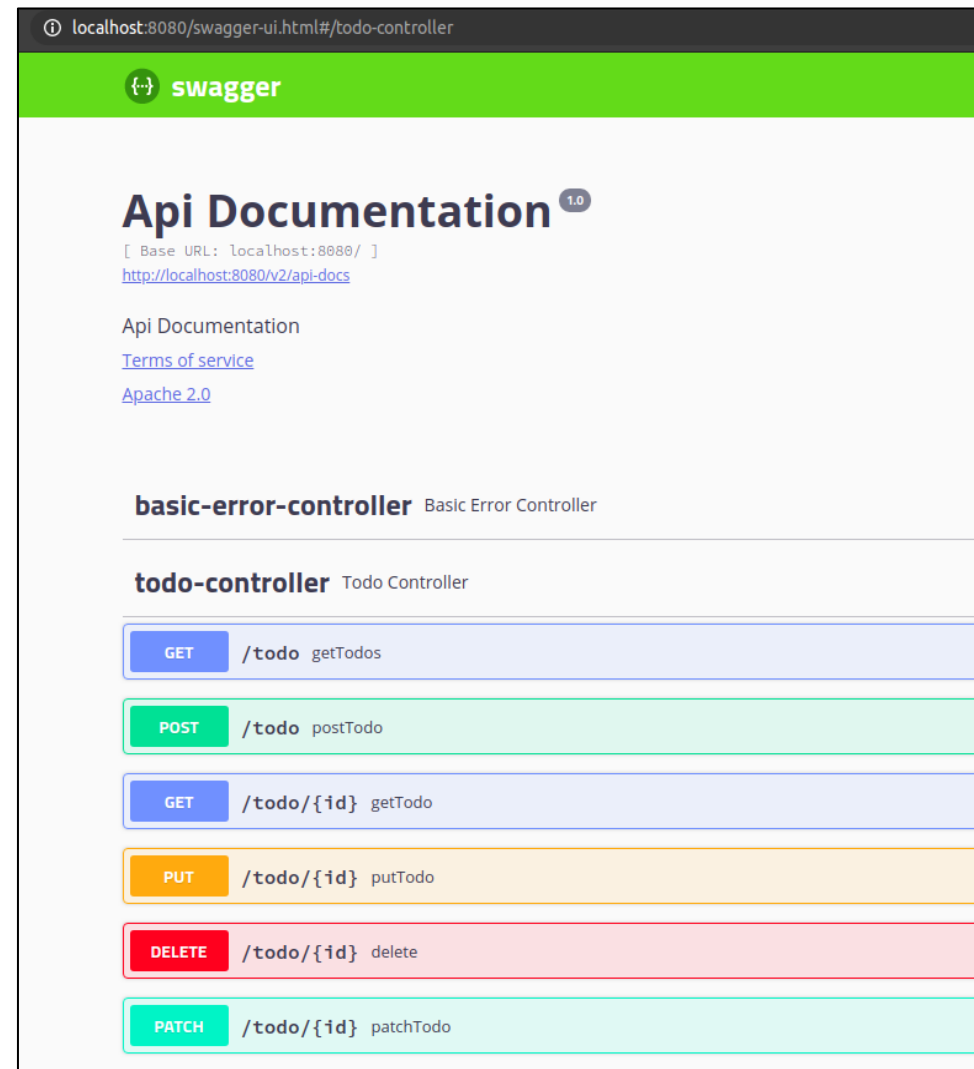 localhost:8080/swagger-ui.html#/todo-controller
{··} swagger
Api Documentation 1.0
[ Base URL: localhost:8080/ ]
http://localhost:8080/v2/api-docs
Api Documentation
Terms of service
Apache 2.0
basic-error-controller Basic Error Controller
todo-controller Todo Controller
GET /todo getTodos
POST /todo postTodo
GET /todo/{id} getTodo
PUT /todo/{id} putTodo
DELETE /todo/{id} delete
PATCH /todo/{id} patchTodo